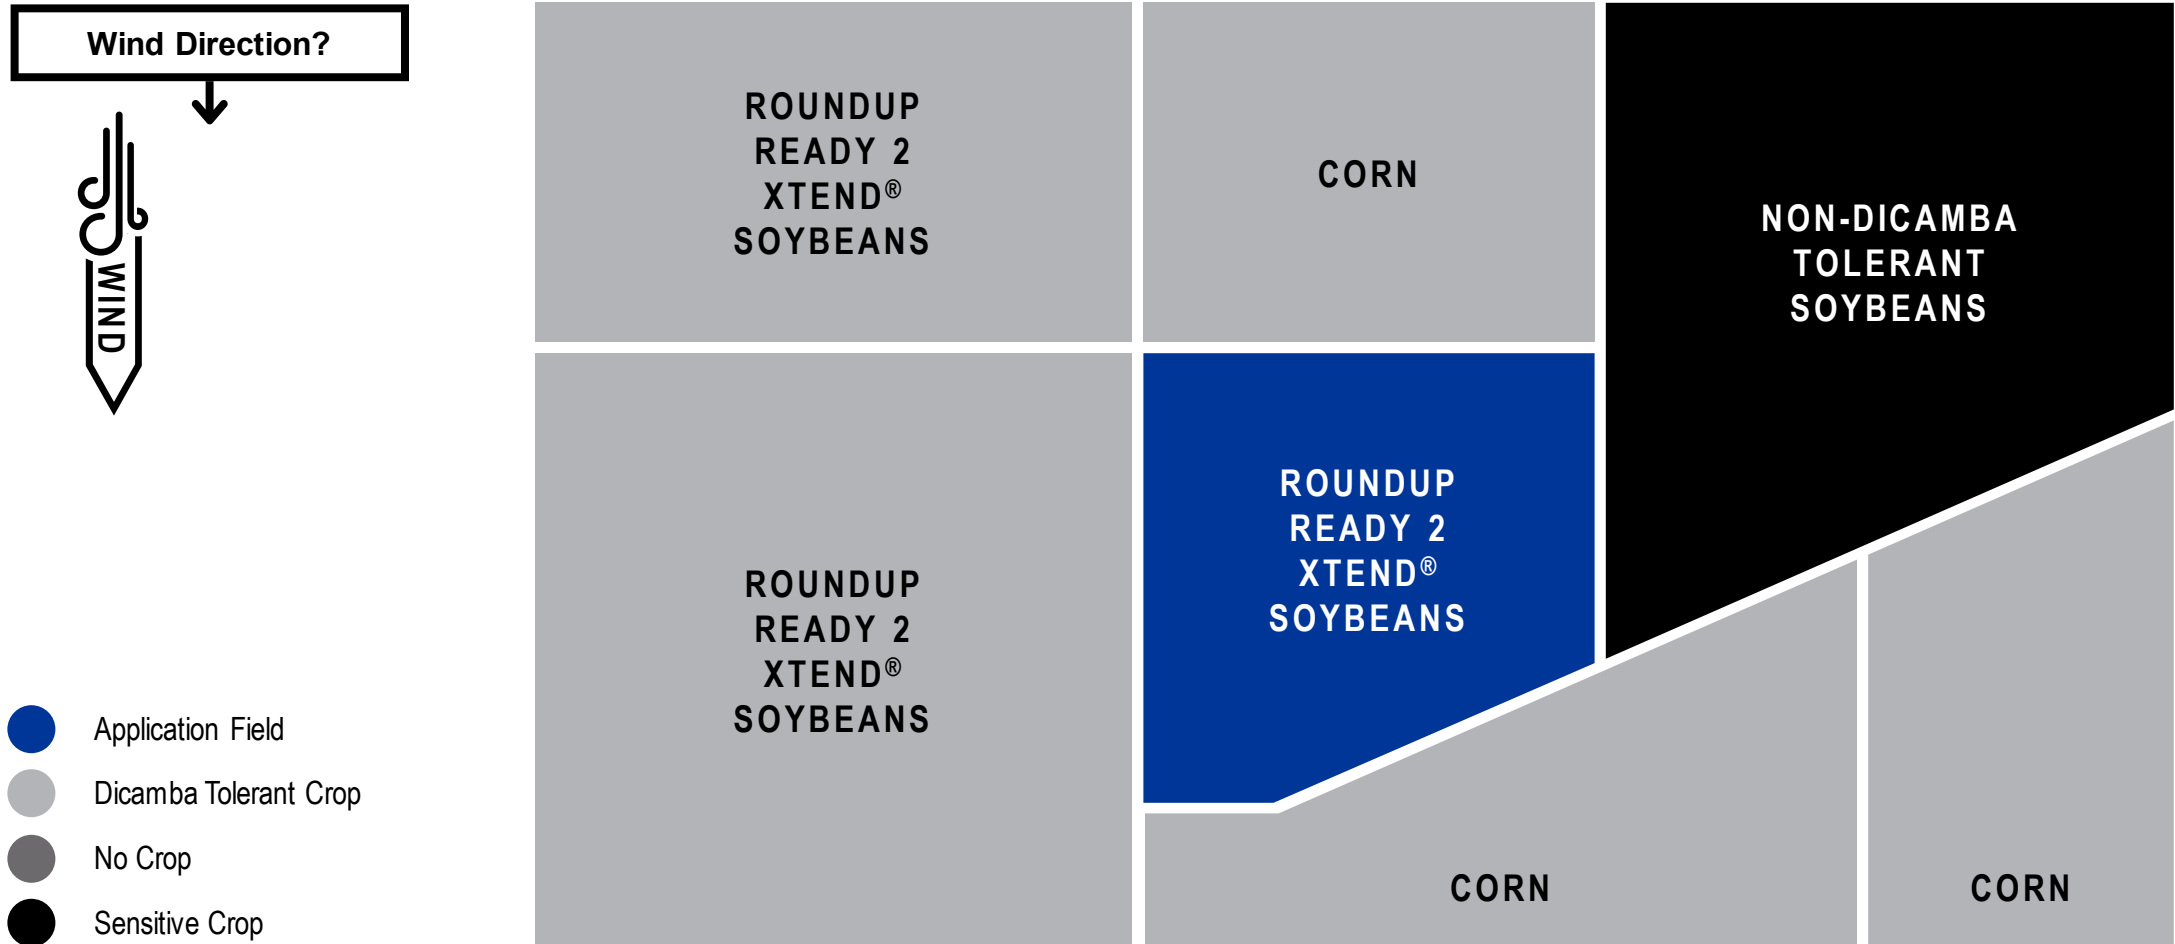 Wind Direction?
WIND
ROUNDUP
READY 2
XTEND®
SOYBEANS
CORN
NON-DICAMBA
TOLERANT
SOYBEANS
ROUNDUP
READY 2
XTEND®
SOYBEANS
ROUNDUP
READY 2
XTEND®
SOYBEANS
CORN
CORN
Application Field
Dicamba Tolerant Crop
No Crop
Sensitive Crop